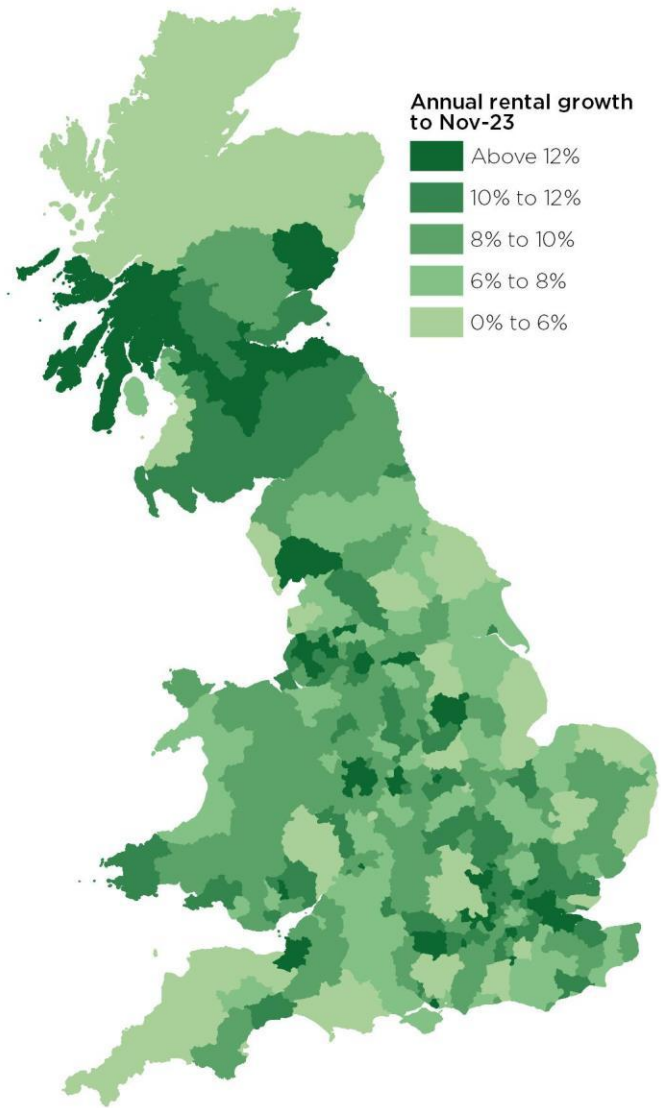 Annual rental growth
to Nov-23
Above 12%
10% to 12%
8% to 10%
6% to 8%
0% to 6%